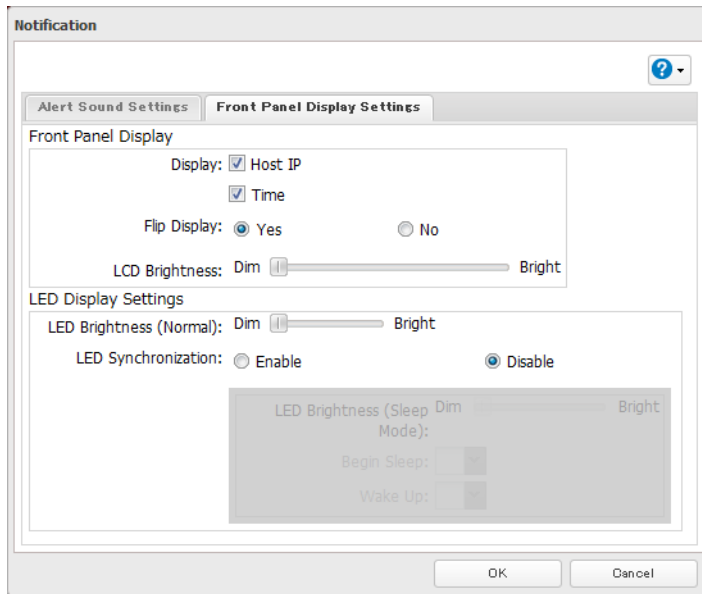 Notification
?
Alert Sound Settings Front Panel Display Settings
Front Panel Display
Display: Host IP
Time
Flip Display: Yes No
LCD Brightness: Dim Bright
LED Display Settings
LED Brightness (Normal): Dim Bright
LED Synchronization: Enable Disable
LED Brightness (Sleep Dim Bright
Mode):
Begin Sleep:
Wake Up:
OK Cancel